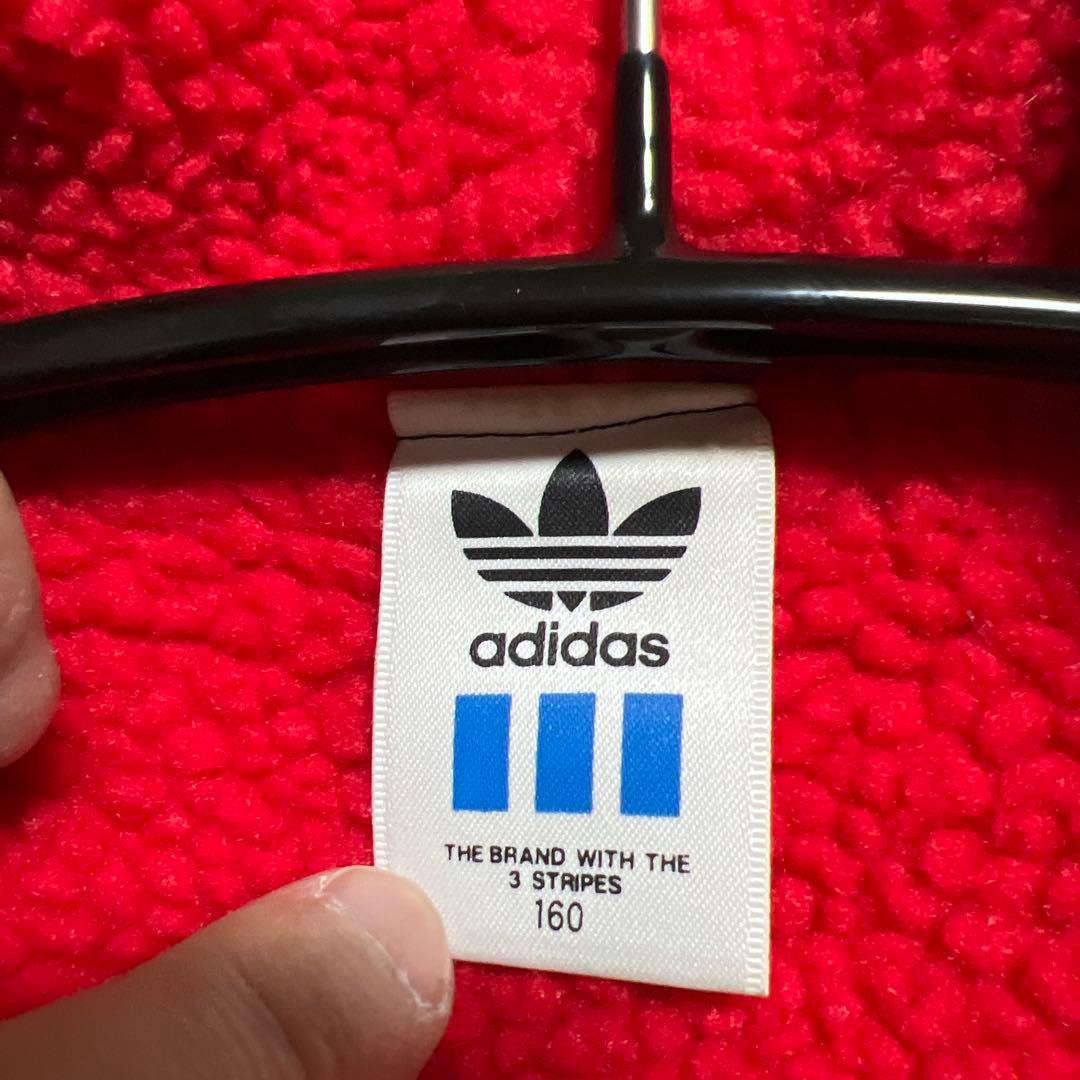 adidas
THE BRAND WITH THE
3 STRIPES
160